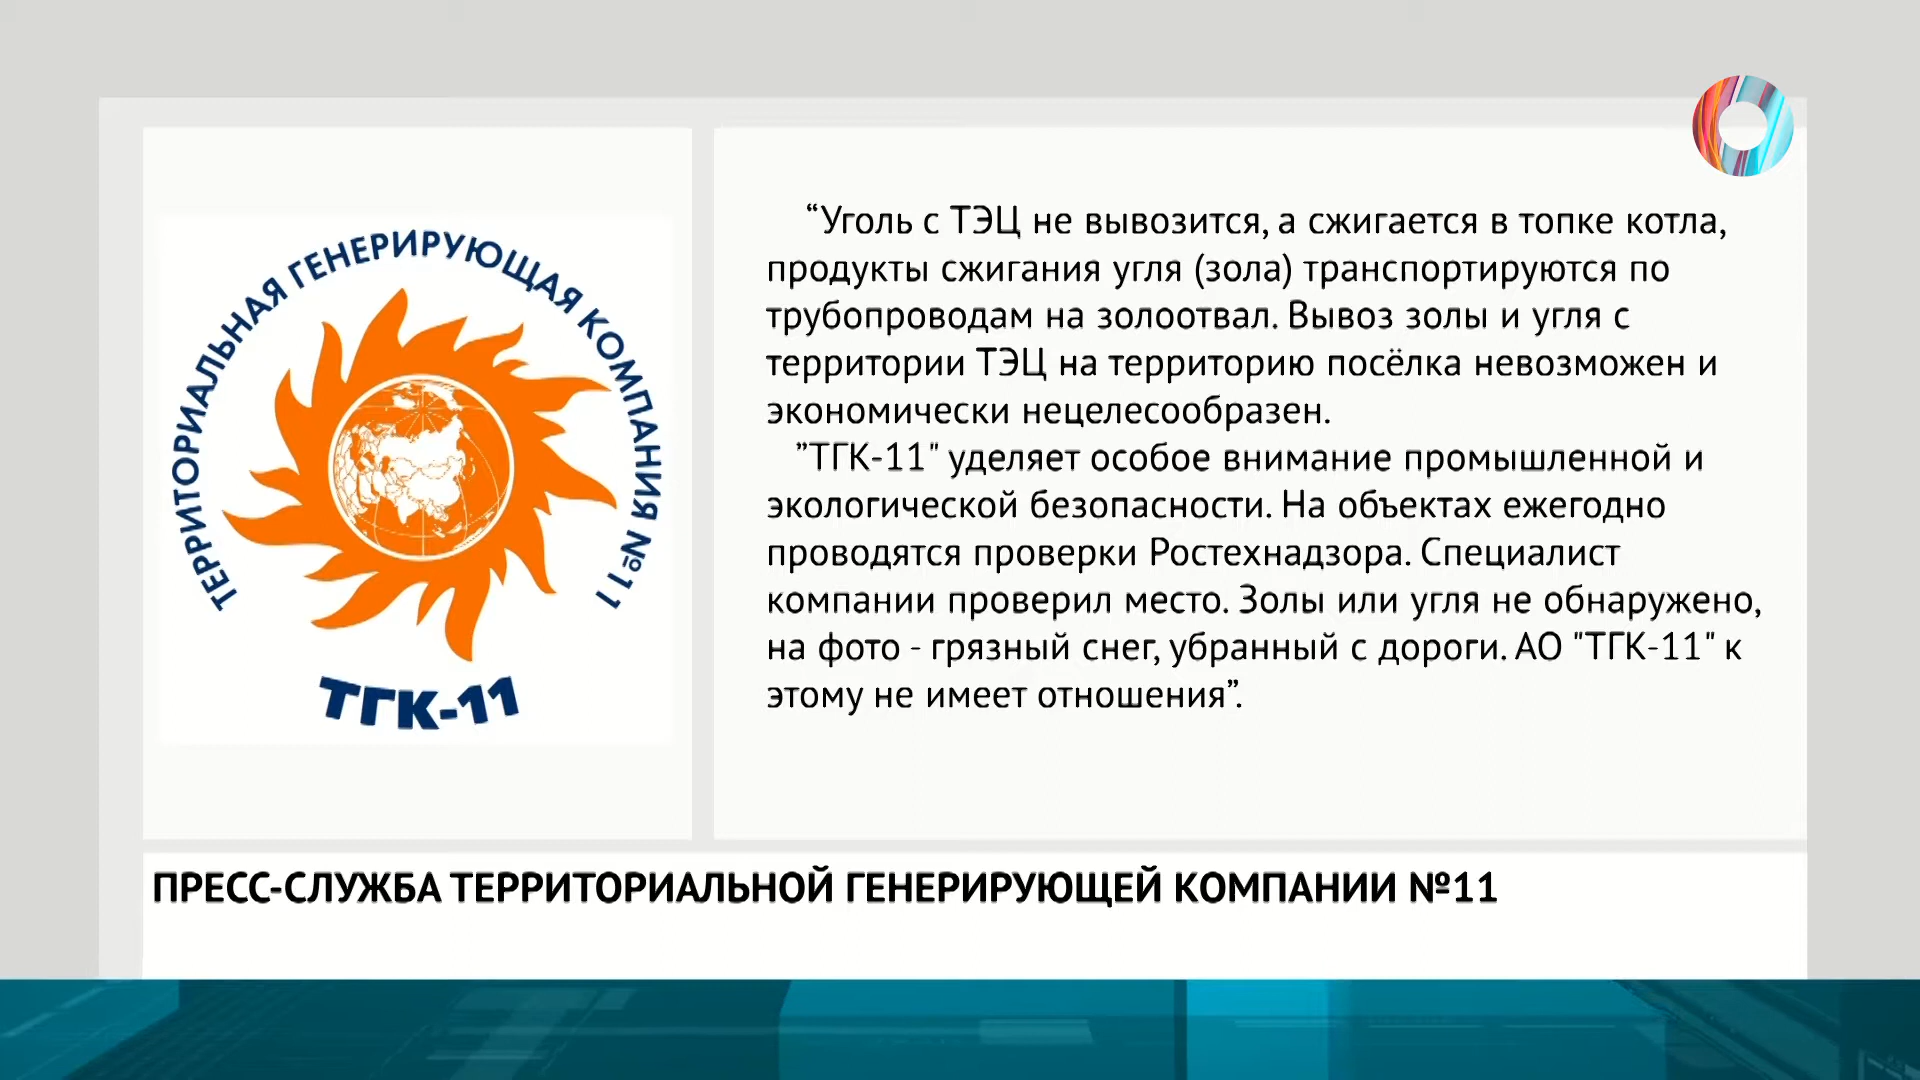 ТЕРРИТОРИАЛЬНАЯ ГЕНЕРИРУЮЩАЯ КОМПАНИЯ №11
ТГК-11
“Уголь с ТЭЦ не вывозится, а сжигается в топке котла,
продукты сжигания угля (зола) транспортируются по
трубопроводам на золоотвал. Вывоз золы и угля с
территории ТЭЦ на территорию посёлка невозможен и
экономически нецелесообразен.
”ТГК-11" уделяет особое внимание промышленной и
экологической безопасности. На объектах ежегодно
проводятся проверки Ростехнадзора. Специалист
компании проверил место. Золы или угля не обнаружено,
на фото - грязный снег, убранный с дороги. АО "ТГК-11" к
этому не имеет отношения”.
ПРЕСС-СЛУЖБА ТЕРРИТОРИАЛЬНОЙ ГЕНЕРИРУЮЩЕЙ КОМПАНИИ №11